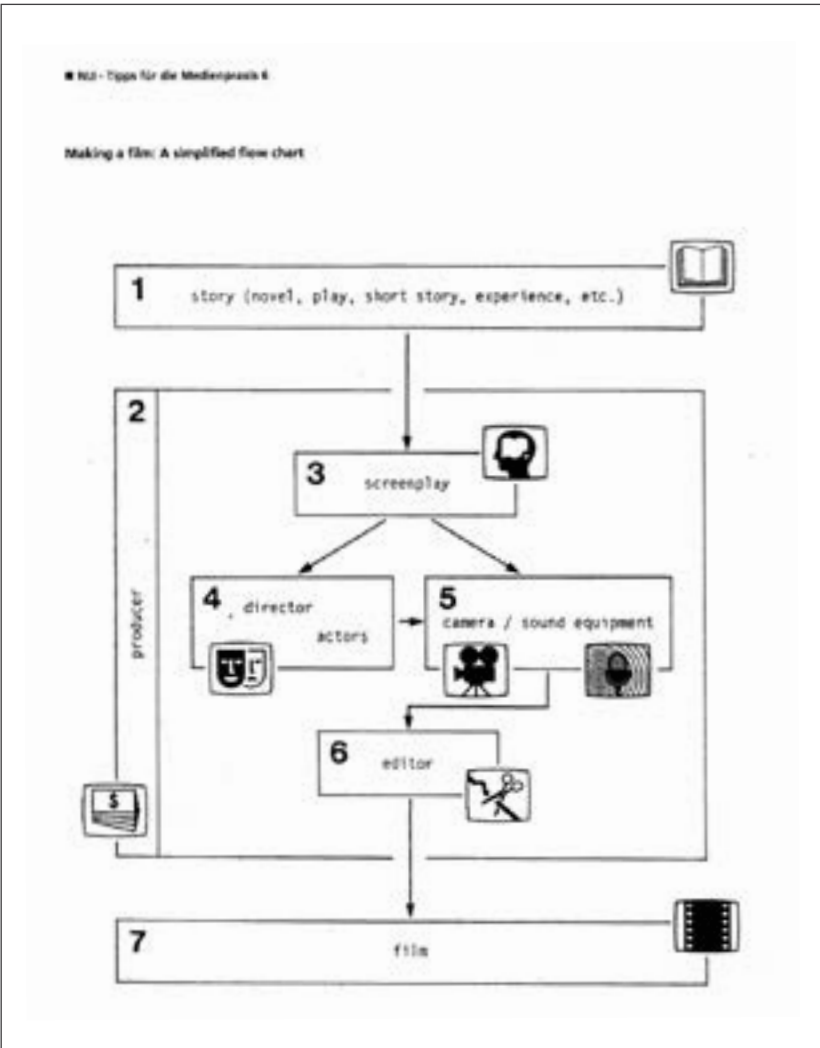 ■ NLI - Tipps für die Medienpraxis 6
Making a film: A simplified flow chart
1
story (novel, play, short story, experience, etc.)
2
producer
3
screenplay
4
director
actors
5
camera / sound equipment
6
editor
$
7
film